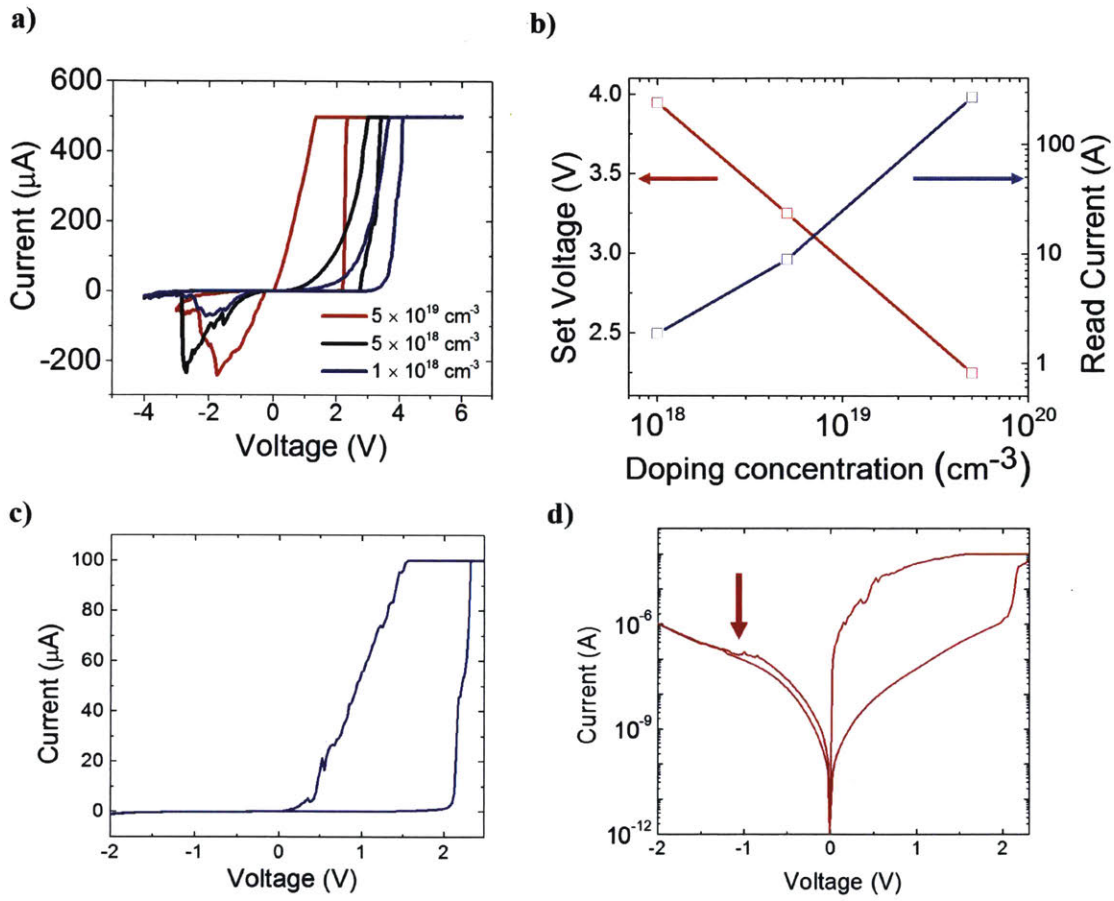 a)
600
400
200
0
-200
-4 -2 0 2 4 6
Current (μA)
Voltage (V)
5 × 10¹⁹ cm⁻³
5 × 10¹⁸ cm⁻³
1 × 10¹⁸ cm⁻³
b)
4.0
3.5
3.0
2.5
Set Voltage (V)
100
10
1
Read Current (A)
10¹⁸ 10¹⁹ 10²⁰
Doping concentration (cm⁻³)
c)
100
80
60
40
20
0
-2 -1 0 1 2
Current (μA)
Voltage (V)
d)
10⁻⁶
10⁻⁹
10⁻¹²
-2 -1 0 1 2
Current (A)
Voltage (V)